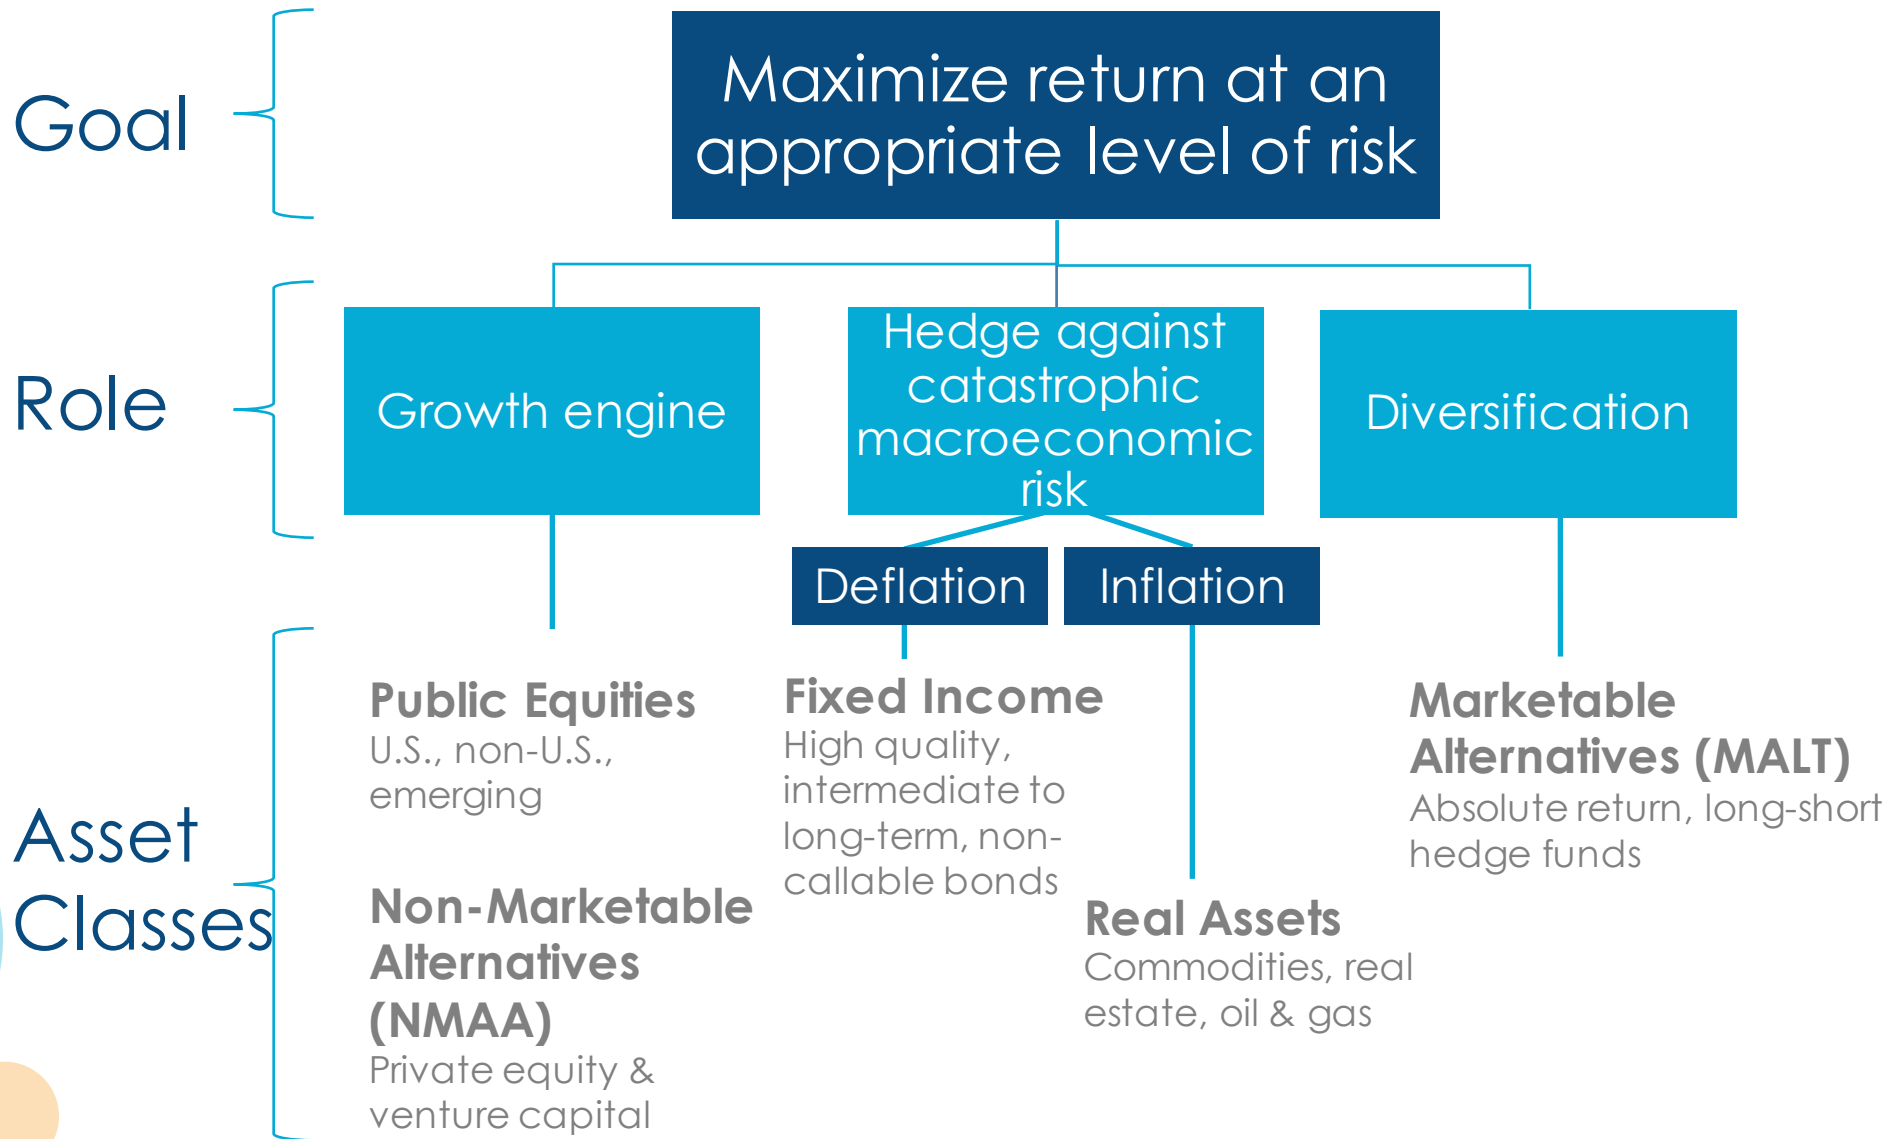 Goal
Maximize return at an
appropriate level of risk
Role
Growth engine
Hedge against
catastrophic
macroeconomic
risk
Diversification
Deflation
Inflation
Asset
Classes
Public Equities
U.S., non-U.S.,
emerging
Non-Marketable
Alternatives
(NMAA)
Private equity &
venture capital
Fixed Income
High quality,
intermediate to
long-term, non-
callable bonds
Real Assets
Commodities, real
estate, oil & gas
Marketable
Alternatives (MALT)
Absolute return, long-short
hedge funds